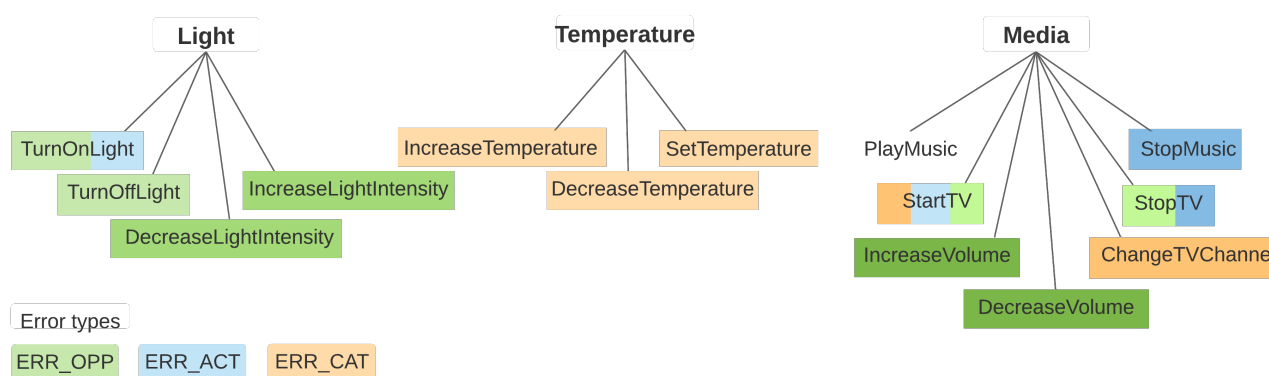 Light
Temperature
Media
TurnOnLight
TurnOffLight
IncreaseLightIntensity
DecreaseLightIntensity
IncreaseTemperature
SetTemperature
DecreaseTemperature
PlayMusic
StopMusic
StartTV
StopTV
IncreaseVolume
ChangeTVChanne
DecreaseVolume
Error types
ERR_OPP
ERR_ACT
ERR_CAT